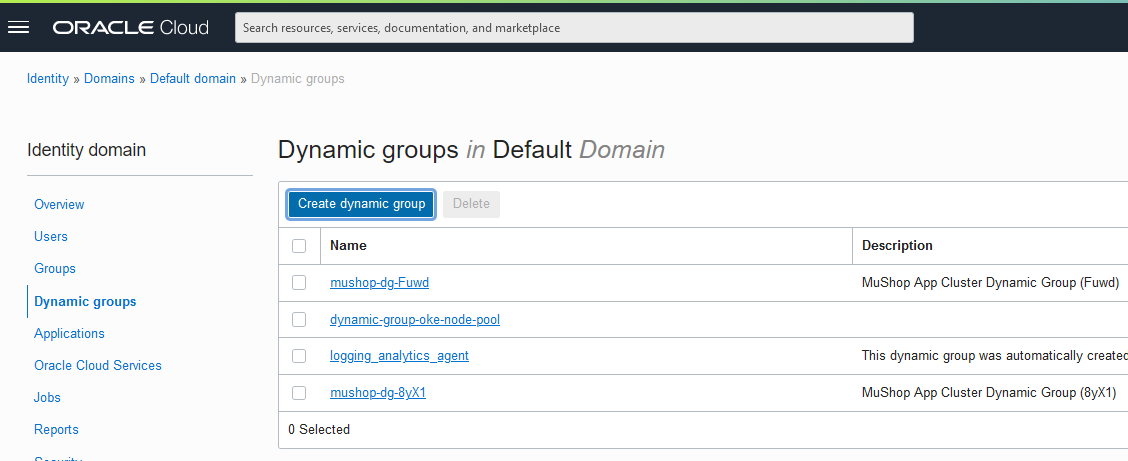 ORACLE Cloud
Search resources, services, documentation, and marketplace
Identity » Domains » Default domain » Dynamic groups
Identity domain
Overview
Users
Groups
Dynamic groups
Applications
Oracle Cloud Services
Jobs
Reports
Security
Dynamic groups in Default Domain
Create dynamic group Delete
Name Description
mushop-dg-Fuwd MuShop App Cluster Dynamic Group (Fuwd)
dynamic-group-oke-node-pool
logging_analytics_agent This dynamic group was automatically created
mushop-dg-8yX1 MuShop App Cluster Dynamic Group (8yX1)
0 Selected